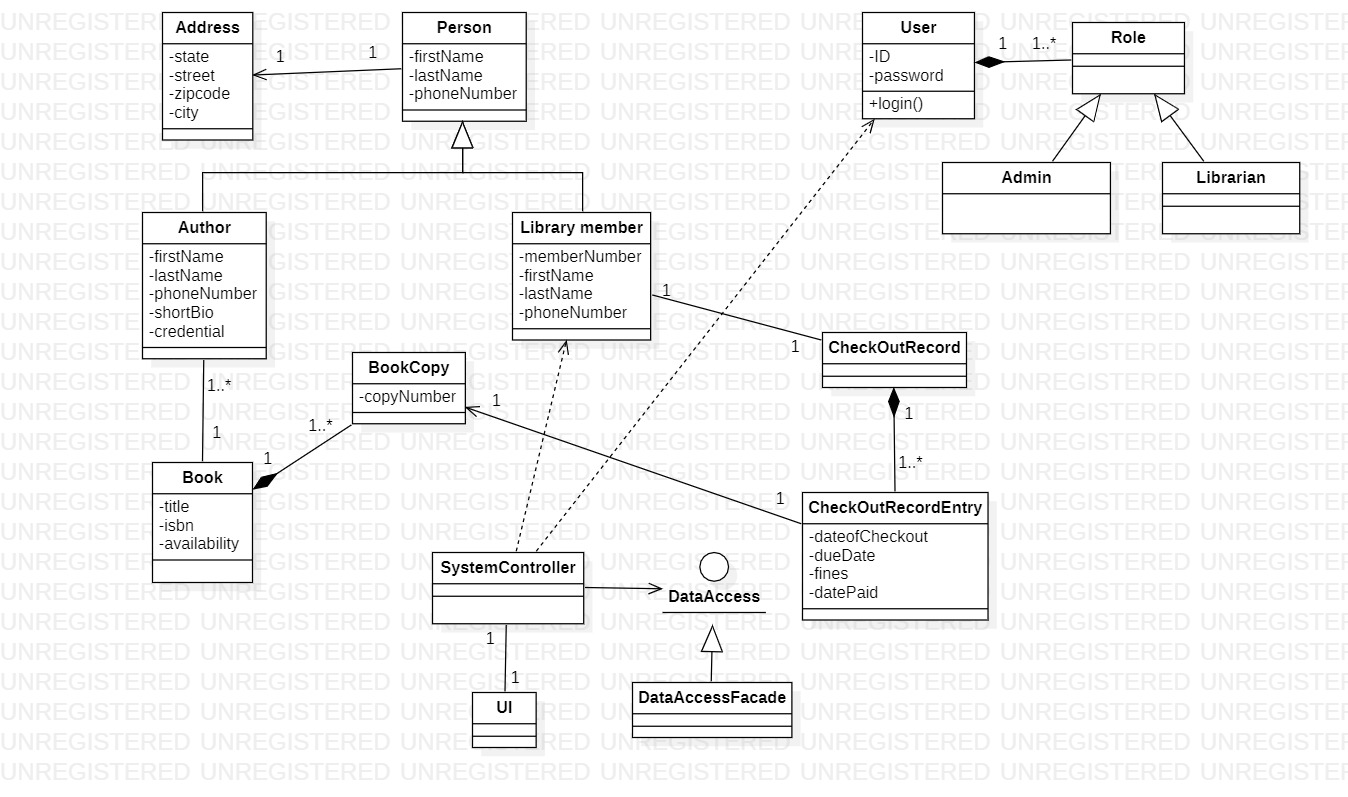 Address
-state
-street
-zipcode
-city
1
1
Person
-firstName
-lastName
-phoneNumber
User
-ID
-password
+login()
1
1..*
Role
Admin
Librarian
Author
-firstName
-lastName
-phoneNumber
-shortBio
-credential
Library member
-memberNumber
-firstName
-lastName
-phoneNumber
1
1
CheckOutRecord
1..*
1
BookCopy
-copyNumber
1
1..*
1
Book
-title
-isbn
-availability
1
1..*
1
CheckOutRecordEntry
-dateofCheckout
-dueDate
-fines
-datePaid
SystemController
DataAccess
1
1
UI
DataAccessFacade
UNREGISTERED